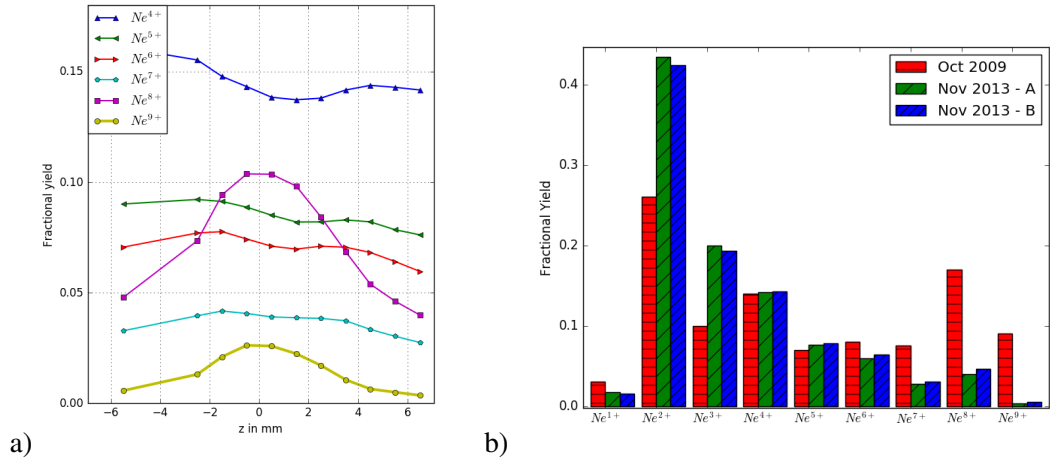 Ne⁴⁺
Ne⁵⁺
Ne⁶⁺
Ne⁷⁺
Ne⁸⁺
Ne⁹⁺
0.15
0.10
0.05
0.00
Fractional yield
−6 −4 −2 0 2 4 6
z in mm
a)
Oct 2009
Nov 2013 - A
Nov 2013 - B
0.4
0.3
0.2
0.1
0.0
Fractional Yield
Ne¹⁺ Ne²⁺ Ne³⁺ Ne⁴⁺ Ne⁵⁺ Ne⁶⁺ Ne⁷⁺ Ne⁸⁺ Ne⁹⁺
b)